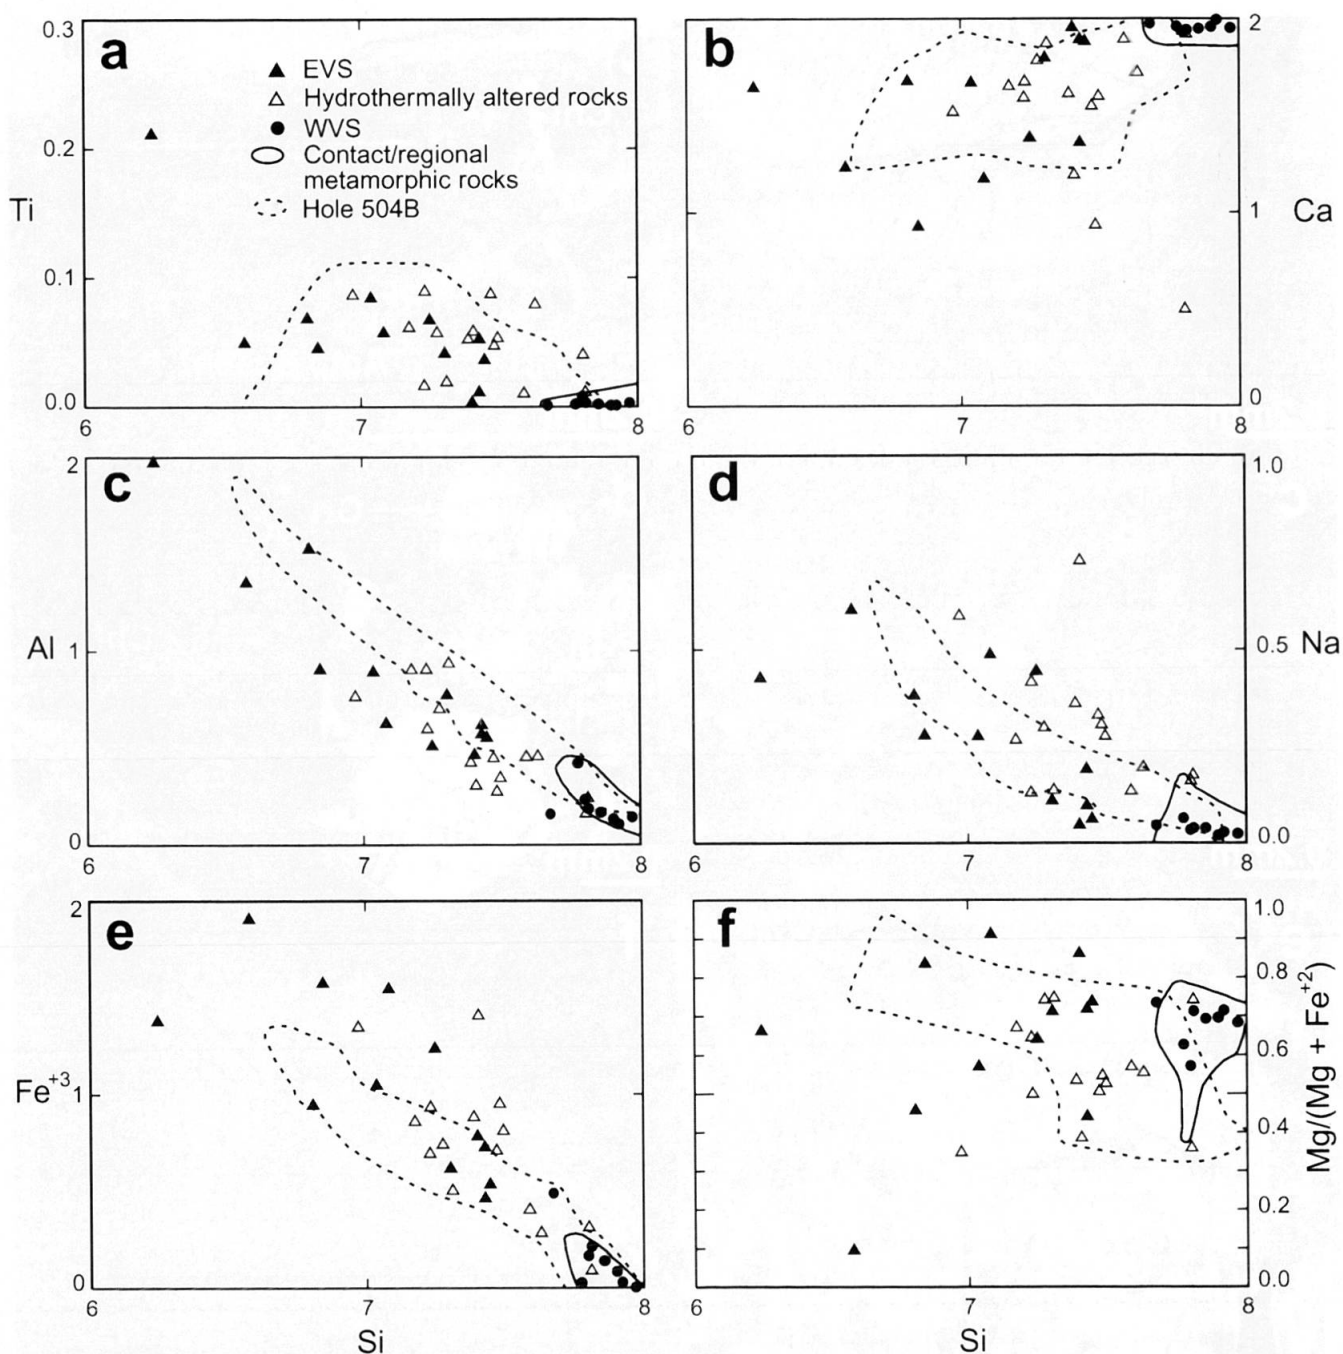 a
0.3
0.2
Ti
0.1
0.0
6
7
8
EVS
Hydrothermally altered rocks
WVS
Contact/regional
metamorphic rocks
Hole 504B
b
2
1
Ca
0
6
7
8
c
2
Al
1
0
6
7
8
d
1.0
0.5
Na
0.0
6
7
8
e
2
Fe+3
1
0
6
7
8
Si
f
1.0
0.8
0.6
0.4
0.2
0.0
Mg/(Mg + Fe+2)
6
7
8
Si